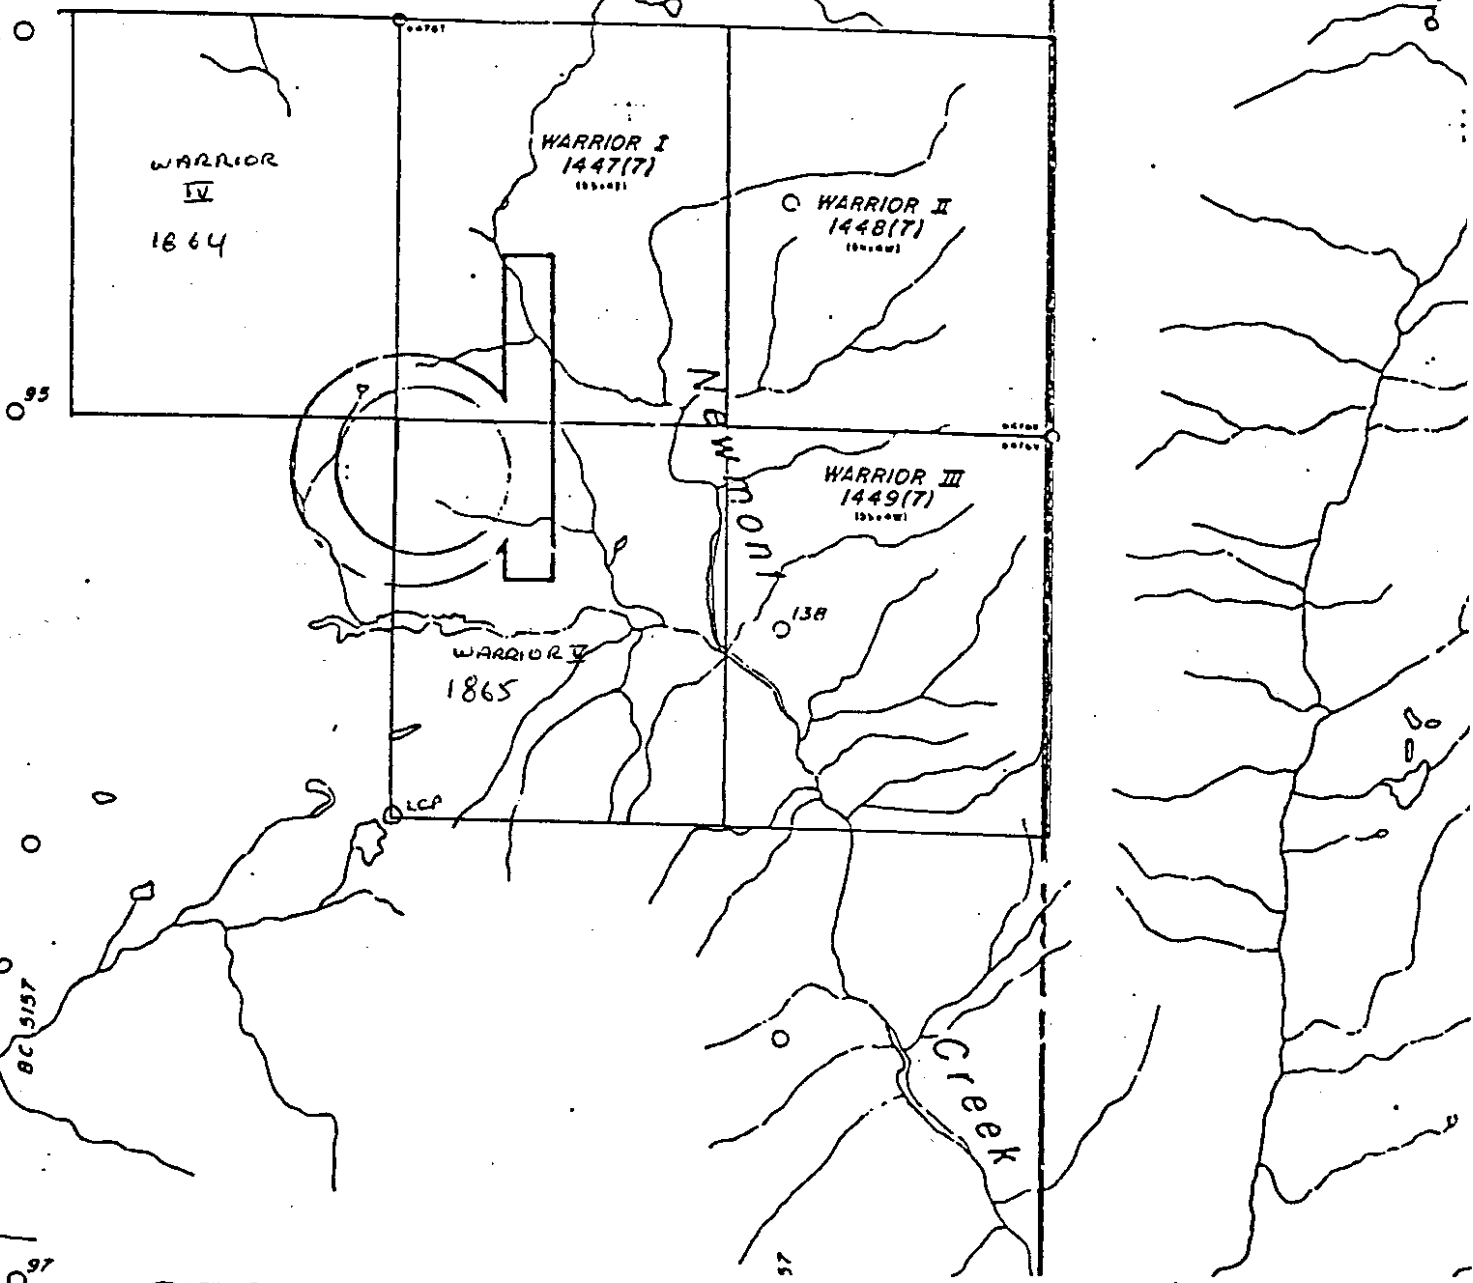 WARRIOR
IV
1864
WARRIOR I
1447(7)
WARRIOR II
1448(7)
95
d
Newmont
WARRIOR III
1449(7)
138
WARRIOR V
1865
LCP
BC 5157
Creek
97
57